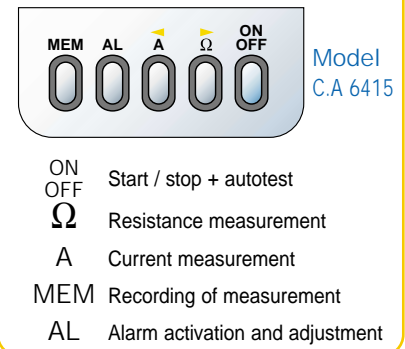 MEM AL A Ω ON OFF
Model
C.A 6415
ON
OFF Start / stop + autotest
Ω Resistance measurement
A Current measurement
MEM Recording of measurement
AL Alarm activation and adjustment